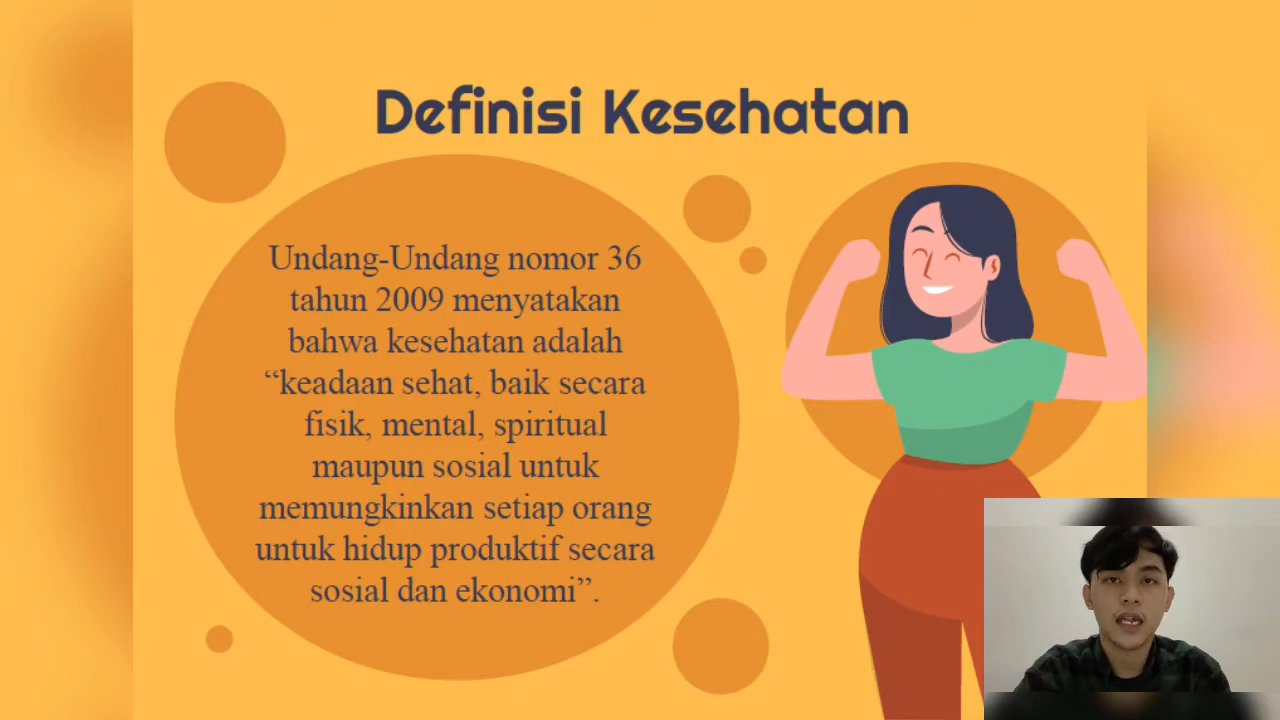 Definisi Kesehatan
Undang-Undang nomor 36
tahun 2009 menyatakan
bahwa kesehatan adalah
“keadaan sehat, baik secara
fisik, mental, spiritual
maupun sosial untuk
memungkinkan setiap orang
untuk hidup produktif secara
sosial dan ekonomi”.